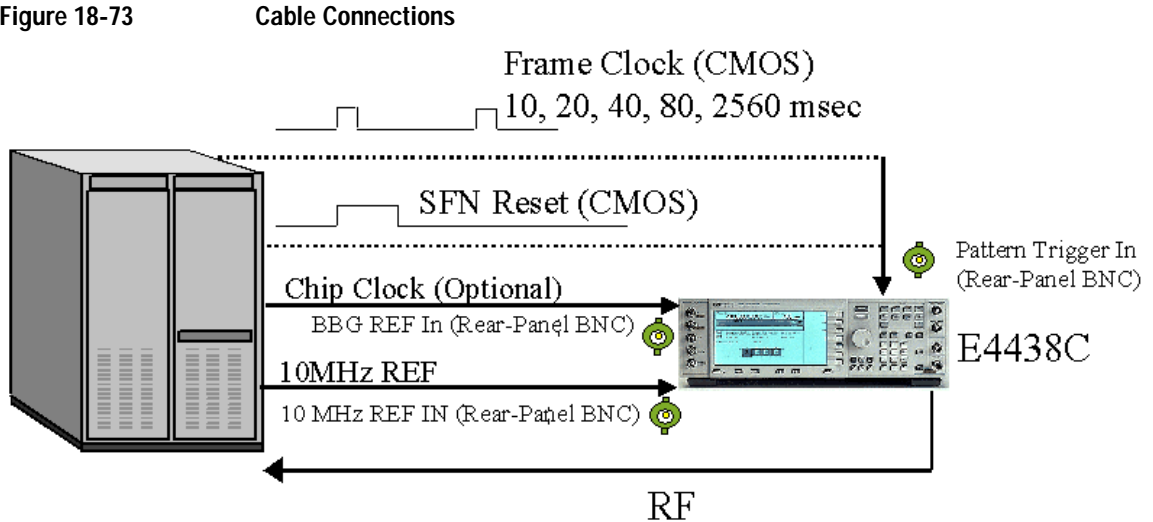 Figure 18-73 Cable Connections
Frame Clock (CMOS)
10, 20, 40, 80, 2560 msec
SFN Reset (CMOS)
Pattern Trigger In
(Rear-Panel BNC)
Chip Clock (Optional)
BBG REF In (Rear-Panel BNC)
E4438C
10MHz REF
10 MHz REF IN (Rear-Panel BNC)
RF